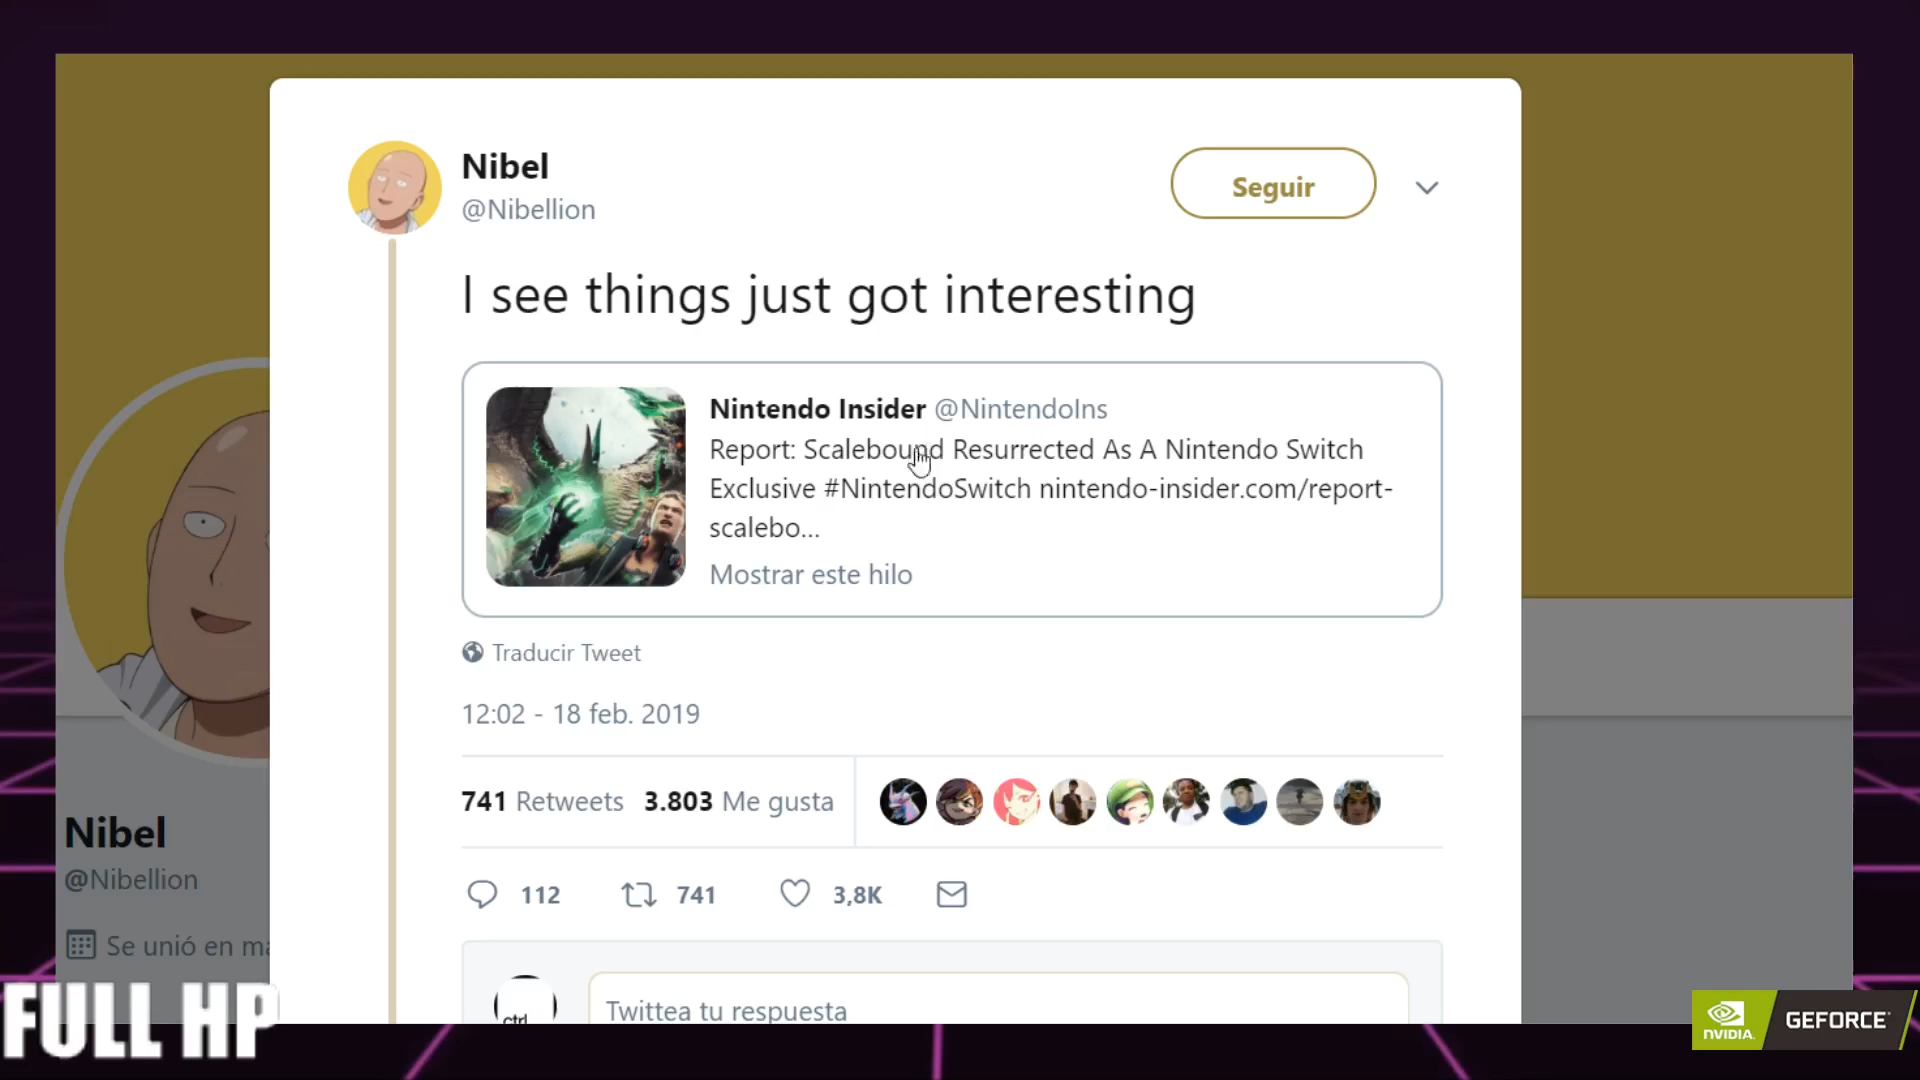 Nibel
@Nibellion
Seguir
I see things just got interesting
Nintendo Insider @NintendoIns
Report: Scalebound Resurrected As A Nintendo Switch
Exclusive #NintendoSwitch nintendo-insider.com/report-
scalebo...
Mostrar este hilo
Traducir Tweet
12:02 - 18 feb. 2019
741 Retweets 3.803 Me gusta
112 741 3,8K
ctrl
Twittea tu respuesta
Nibel
@Nibellion
Se unió en ma
FULL HP
NVIDIA. GEFORCE